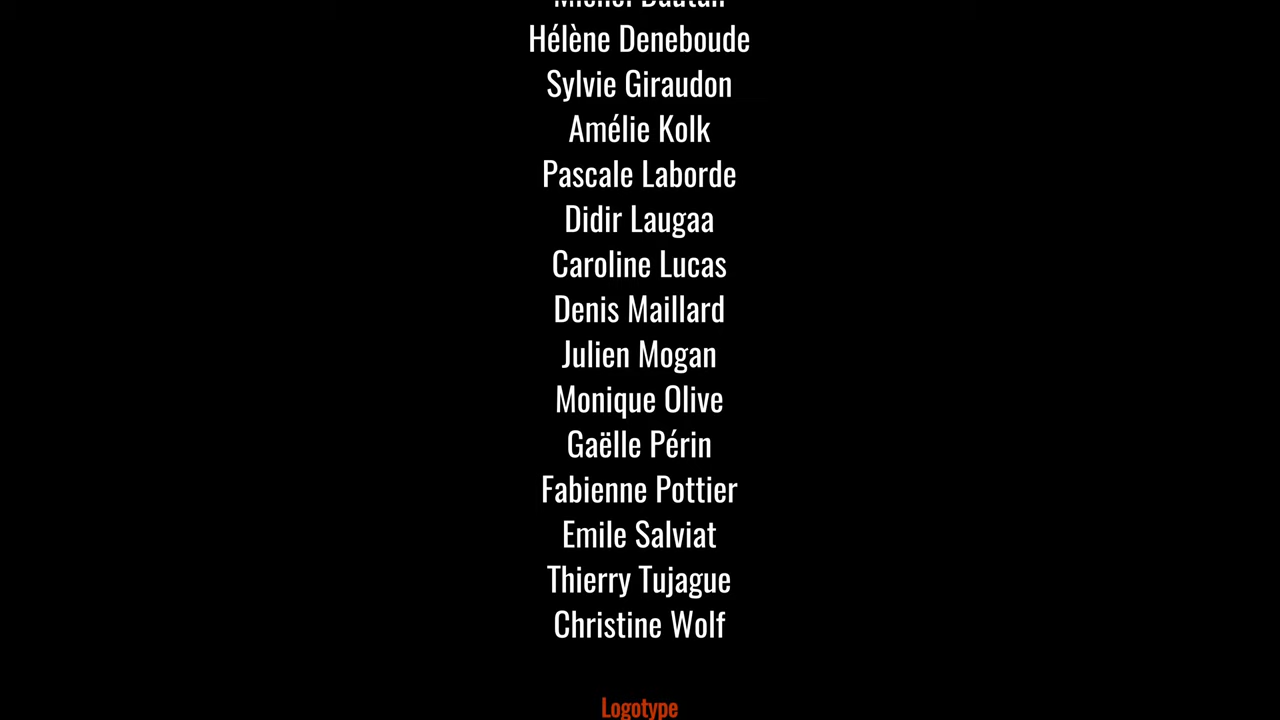 Hélène Deneboude
Sylvie Giraudon
Amélie Kolk
Pascale Laborde
Didir Laugaa
Caroline Lucas
Denis Maillard
Julien Mogan
Monique Olive
Gaëlle Périn
Fabienne Pottier
Emile Salviat
Thierry Tujague
Christine Wolf
Logotype